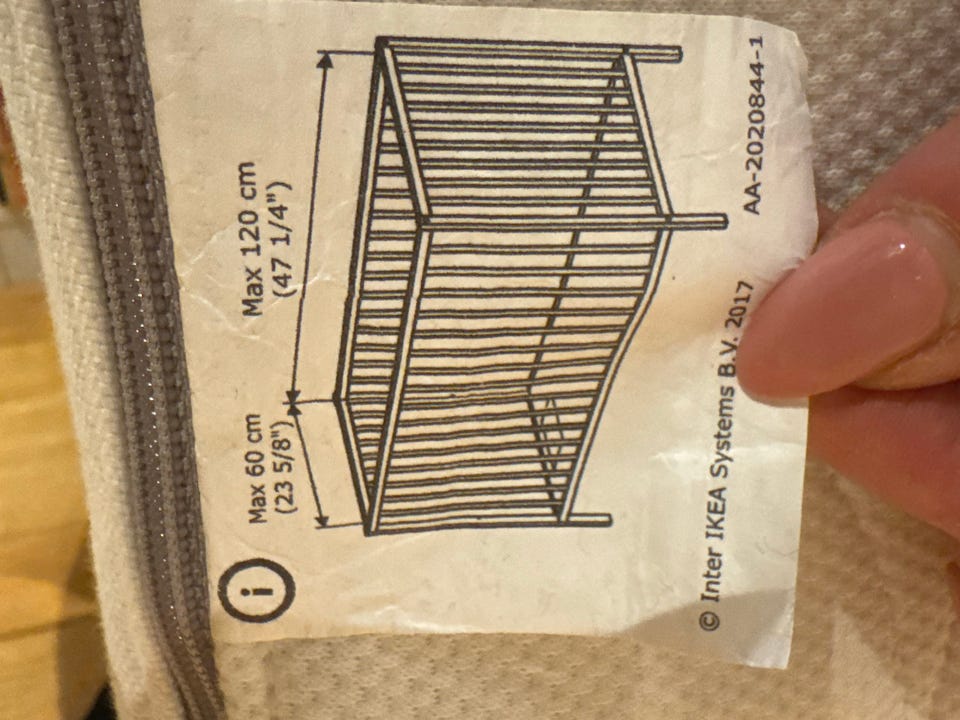 i
Max 60 cm
(23 5/8")
Max 120 cm
(47 1/4")
© Inter IKEA Systems B.V. 2017
AA-2020844-1